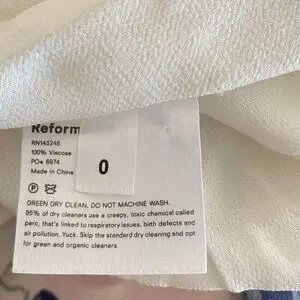 Reform
RN143246
100% Viscose
PO# 6974
Made in China
0
P
GREEN DRY CLEAN. DO NOT MACHINE WASH.
85% of dry cleaners use a creepy, toxic chemical called
perc, that's linked to respiratory issues, birth defects and
air pollution. Yuck. Skip the standard dry cleaning and opt
for green and organic cleaners.